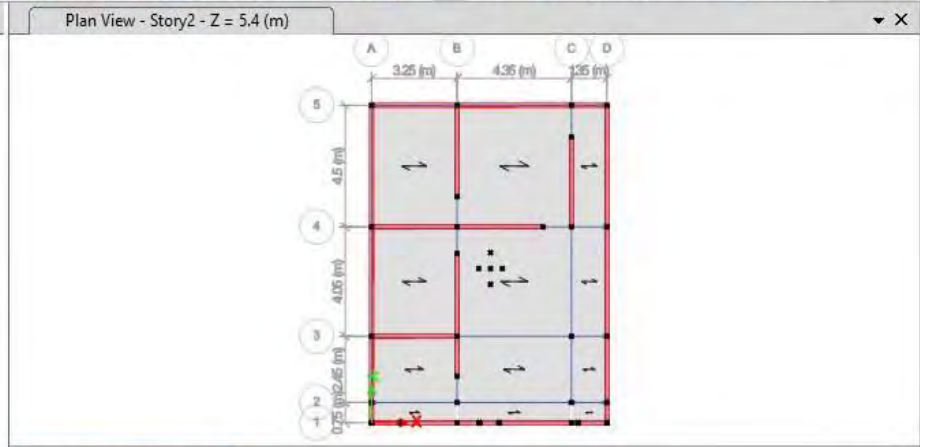 Plan View - Story2 - Z = 5.4 (m)
A B C D
3.25 (m) 4.35 (m) 1.35 (m)
5
4.5 (m)
4
4.05 (m)
3
2.45 (m)
2
0.75 (m)
1
X